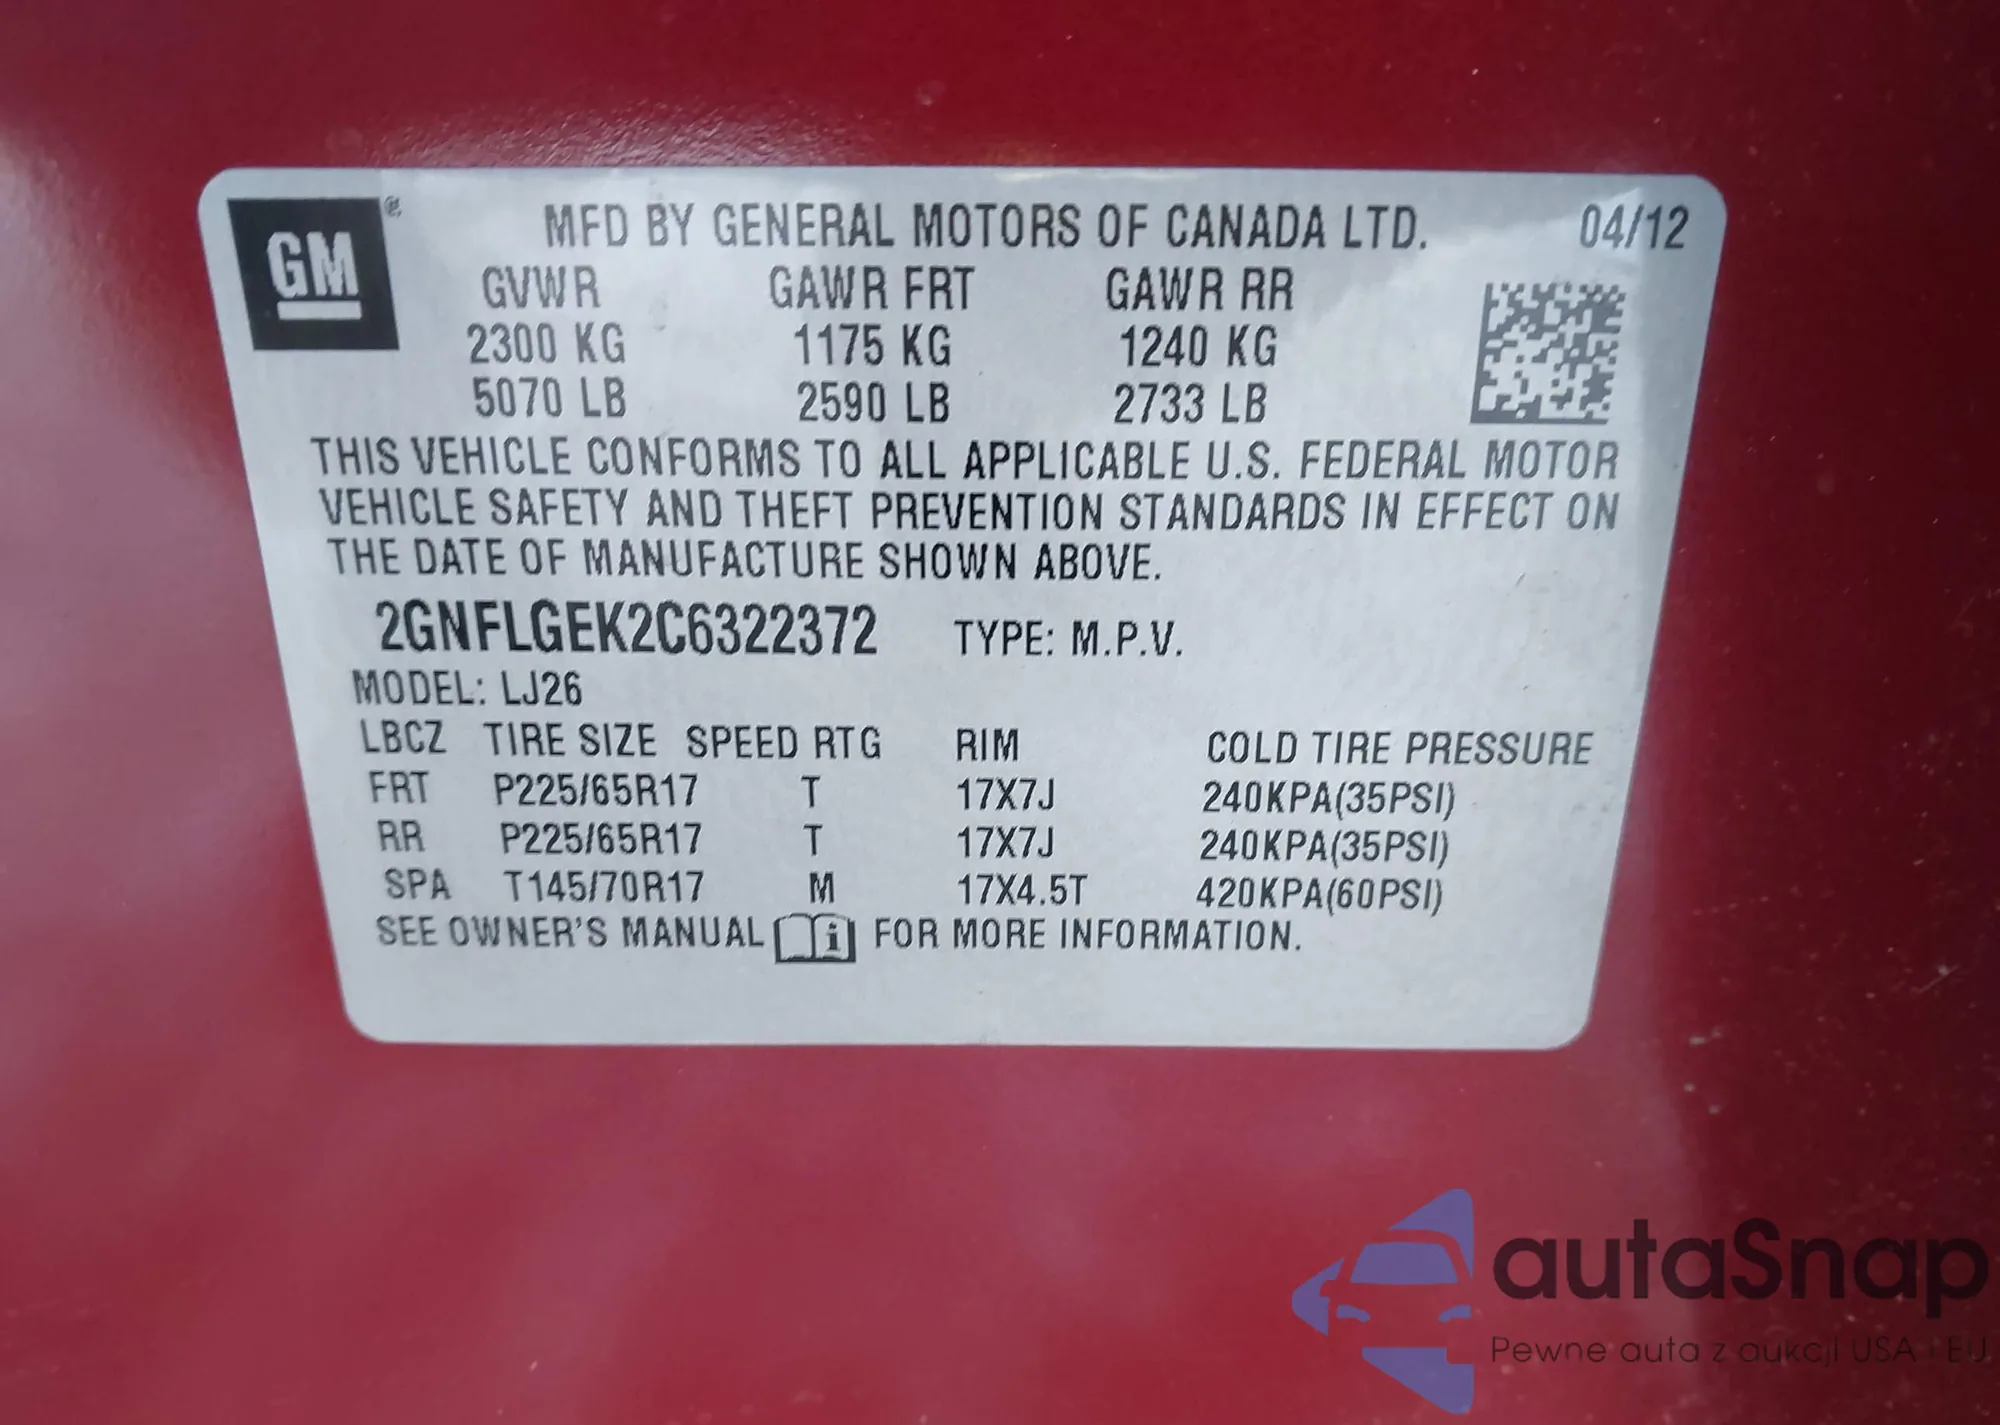 GM®
MFD BY GENERAL MOTORS OF CANADA LTD. 04/12
GVWR GAWR FRT GAWR RR
2300 KG 1175 KG 1240 KG
5070 LB 2590 LB 2733 LB
THIS VEHICLE CONFORMS TO ALL APPLICABLE U.S. FEDERAL MOTOR
VEHICLE SAFETY AND THEFT PREVENTION STANDARDS IN EFFECT ON
THE DATE OF MANUFACTURE SHOWN ABOVE.
2GNFLGEK2C6322372 TYPE: M.P.V.
MODEL: LJ26
LBCZ TIRE SIZE SPEED RTG RIM COLD TIRE PRESSURE
FRT P225/65R17 T 17X7J 240KPA(35PSI)
RR P225/65R17 T 17X7J 240KPA(35PSI)
SPA T145/70R17 M 17X4.5T 420KPA(60PSI)
SEE OWNER'S MANUAL i FOR MORE INFORMATION.
autaSnap
Pewne auta z aukcji USA i EU